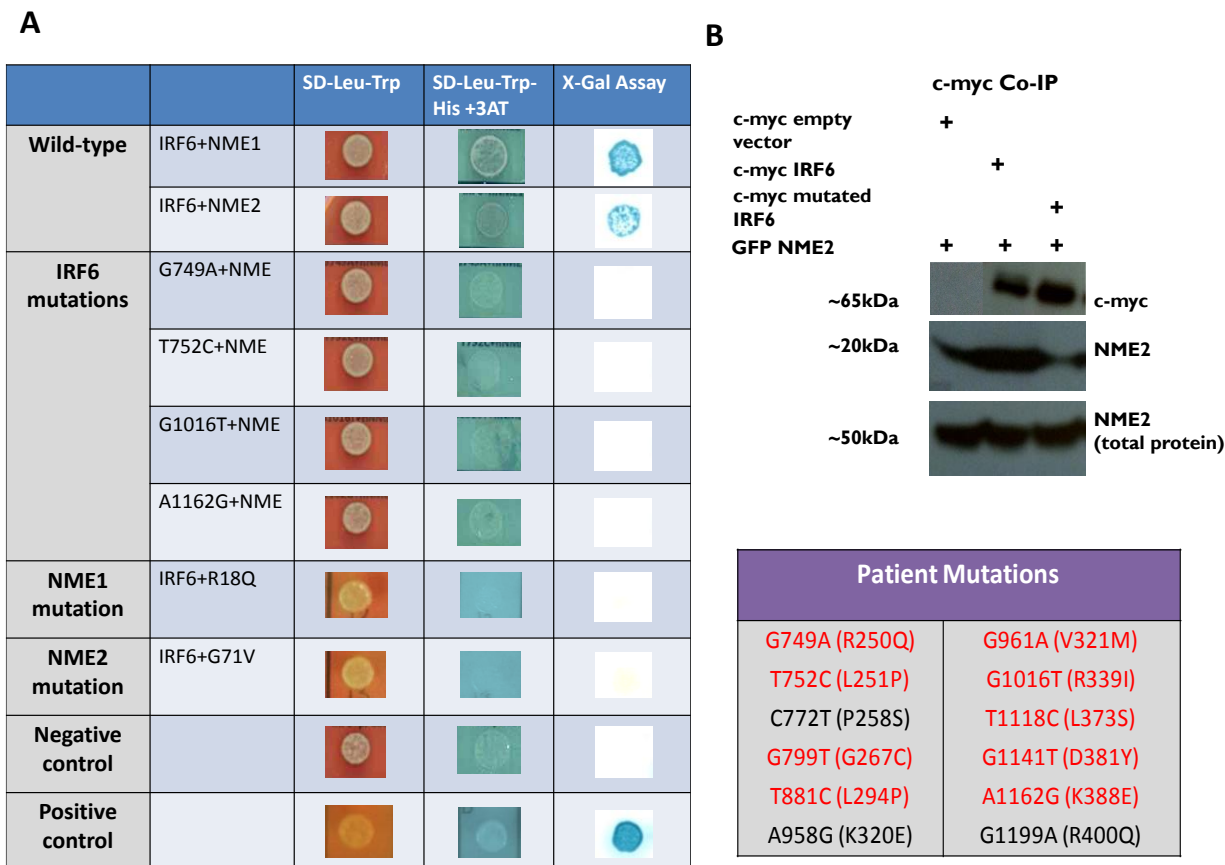 A
SD-Leu-Trp
SD-Leu-Trp-
His +3AT
X-Gal Assay
Wild-type
IRF6+NME1
IRF6+NME2
IRF6
mutations
G749A+NME
T752C+NME
G1016T+NME
A1162G+NME
NME1
mutation
IRF6+R18Q
NME2
mutation
IRF6+G71V
Negative
control
Positive
control
B
c-myc Co-IP
c-myc empty
vector
+
c-myc IRF6
+
c-myc mutated
IRF6
+
GFP NME2
+ + +
~65kDa
c-myc
~20kDa
NME2
~50kDa
NME2
(total protein)
Patient Mutations
G749A (R250Q)
G961A (V321M)
T752C (L251P)
G1016T (R339I)
C772T (P258S)
T1118C (L373S)
G799T (G267C)
G1141T (D381Y)
T881C (L294P)
A1162G (K388E)
A958G (K320E)
G1199A (R400Q)